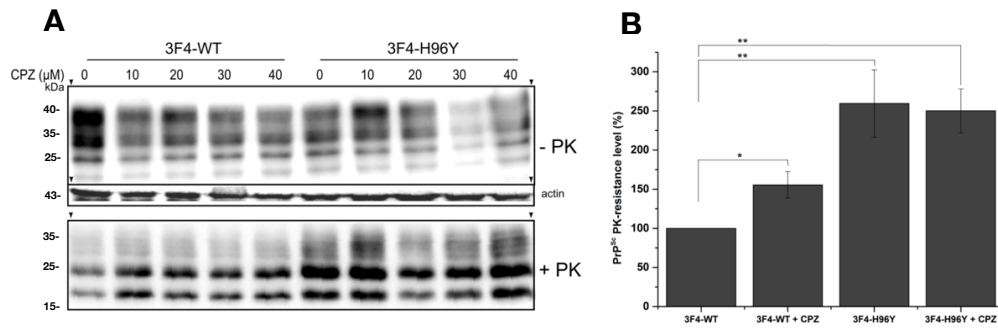 A
3F4-WT 3F4-H96Y
CPZ (µM) 0 10 20 30 40 0 10 20 30 40
kDa
40-
35-
25-
- PK
43-
actin
35-
25-
15-
+ PK
B
PrPSc PK-resistance level (%)
**
**
*
300
250
200
150
100
50
0
3F4-WT 3F4-WT + CPZ 3F4-H96Y 3F4-H96Y + CPZ